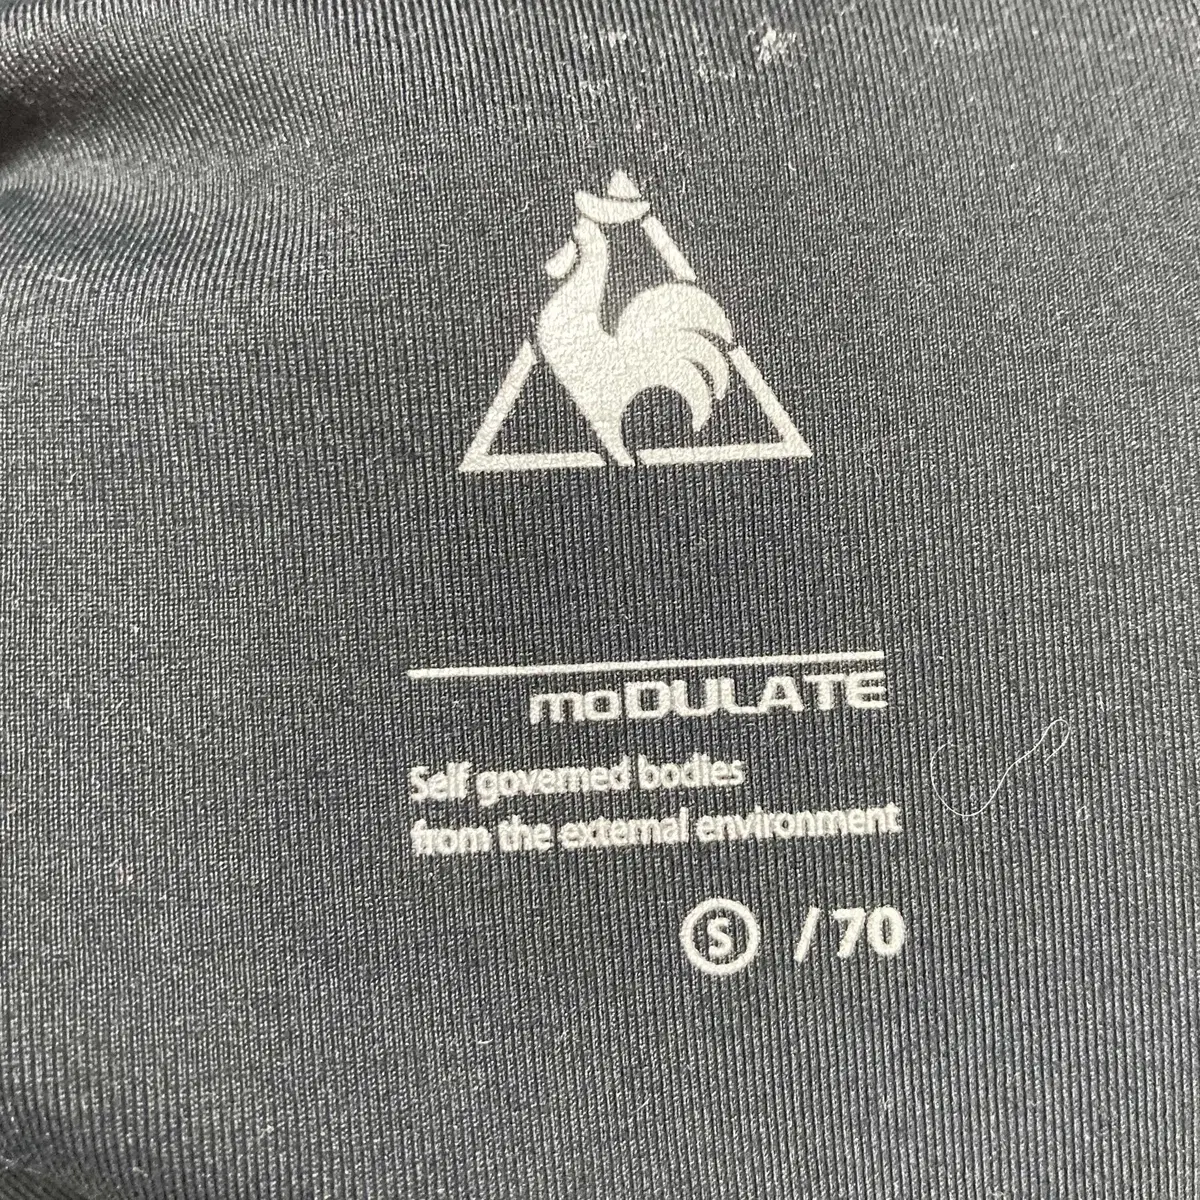 moDULATE
Self governed bodies
from the external environment
S / 70